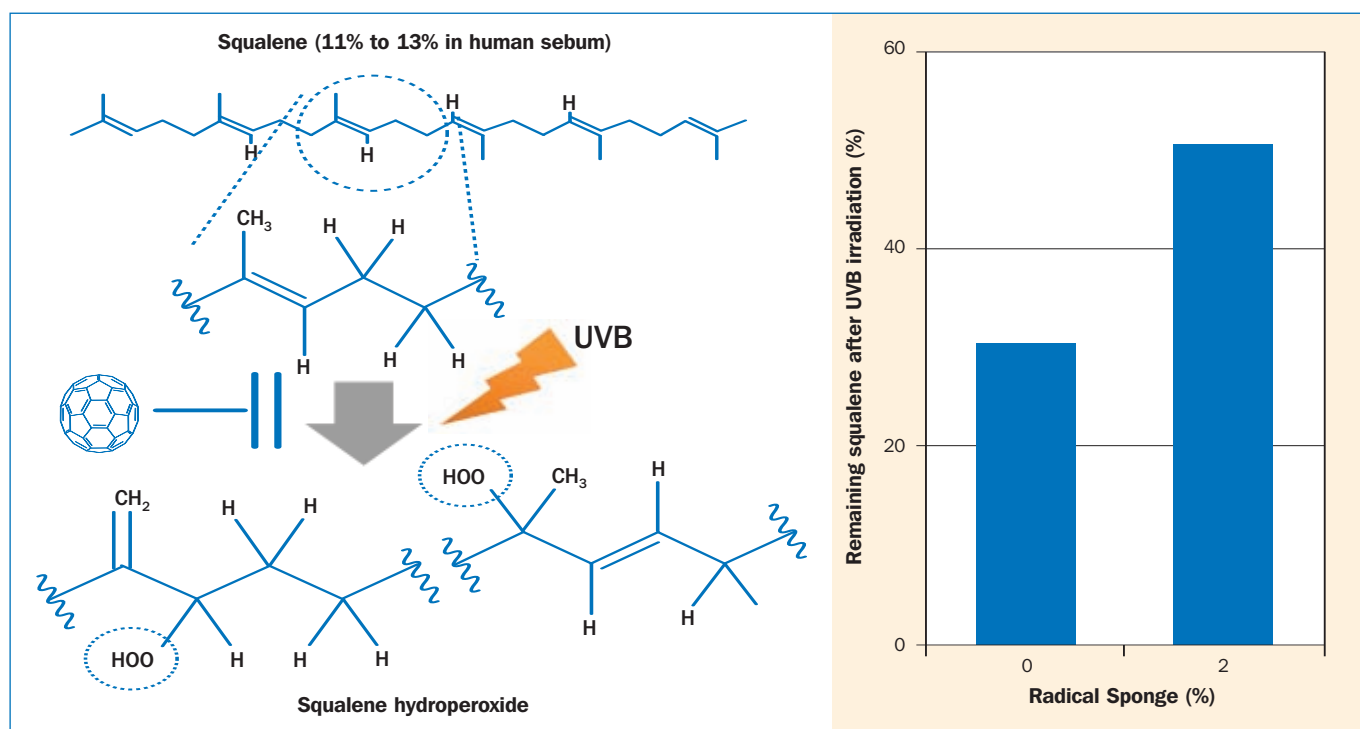 Squalene (11% to 13% in human sebum)
H
H
H
H
CH₃
H
H
H
H
H
UVB
CH₂
H
H
HOO
H
H
H
HOO
CH₃
H
H
H
Squalene hydroperoxide
Remaining squalene after UVB irradiation (%)
60
40
20
0
0
2
Radical Sponge (%)